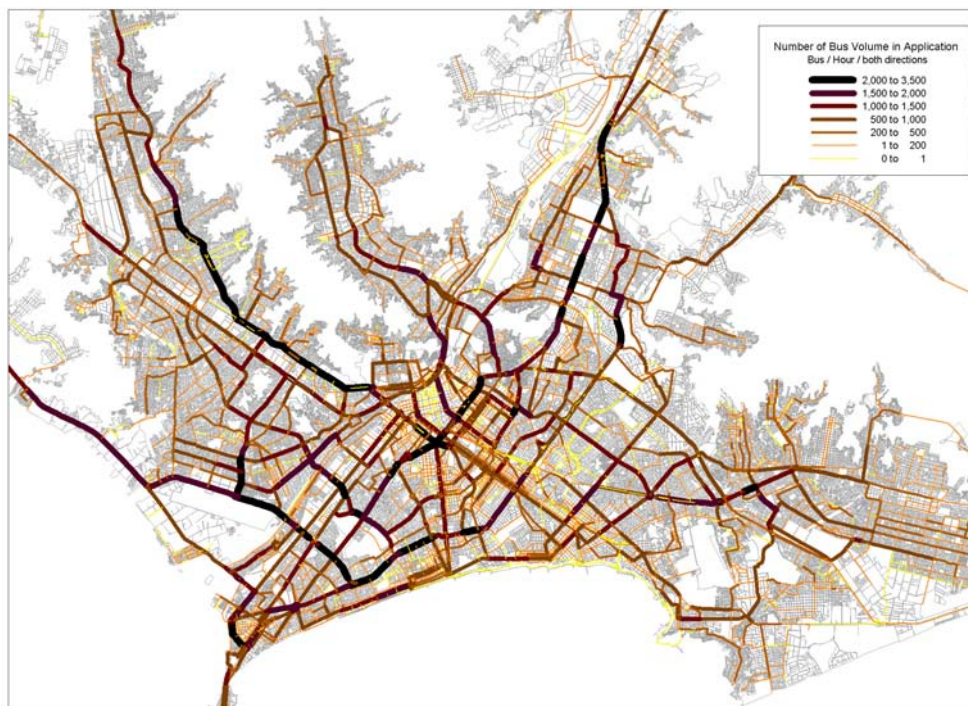 Number of Bus Volume in Application
Bus / Hour / both directions
2,000 to 3,500
1,500 to 2,000
1,000 to 1,500
500 to 1,000
200 to 500
1 to 200
0 to 1